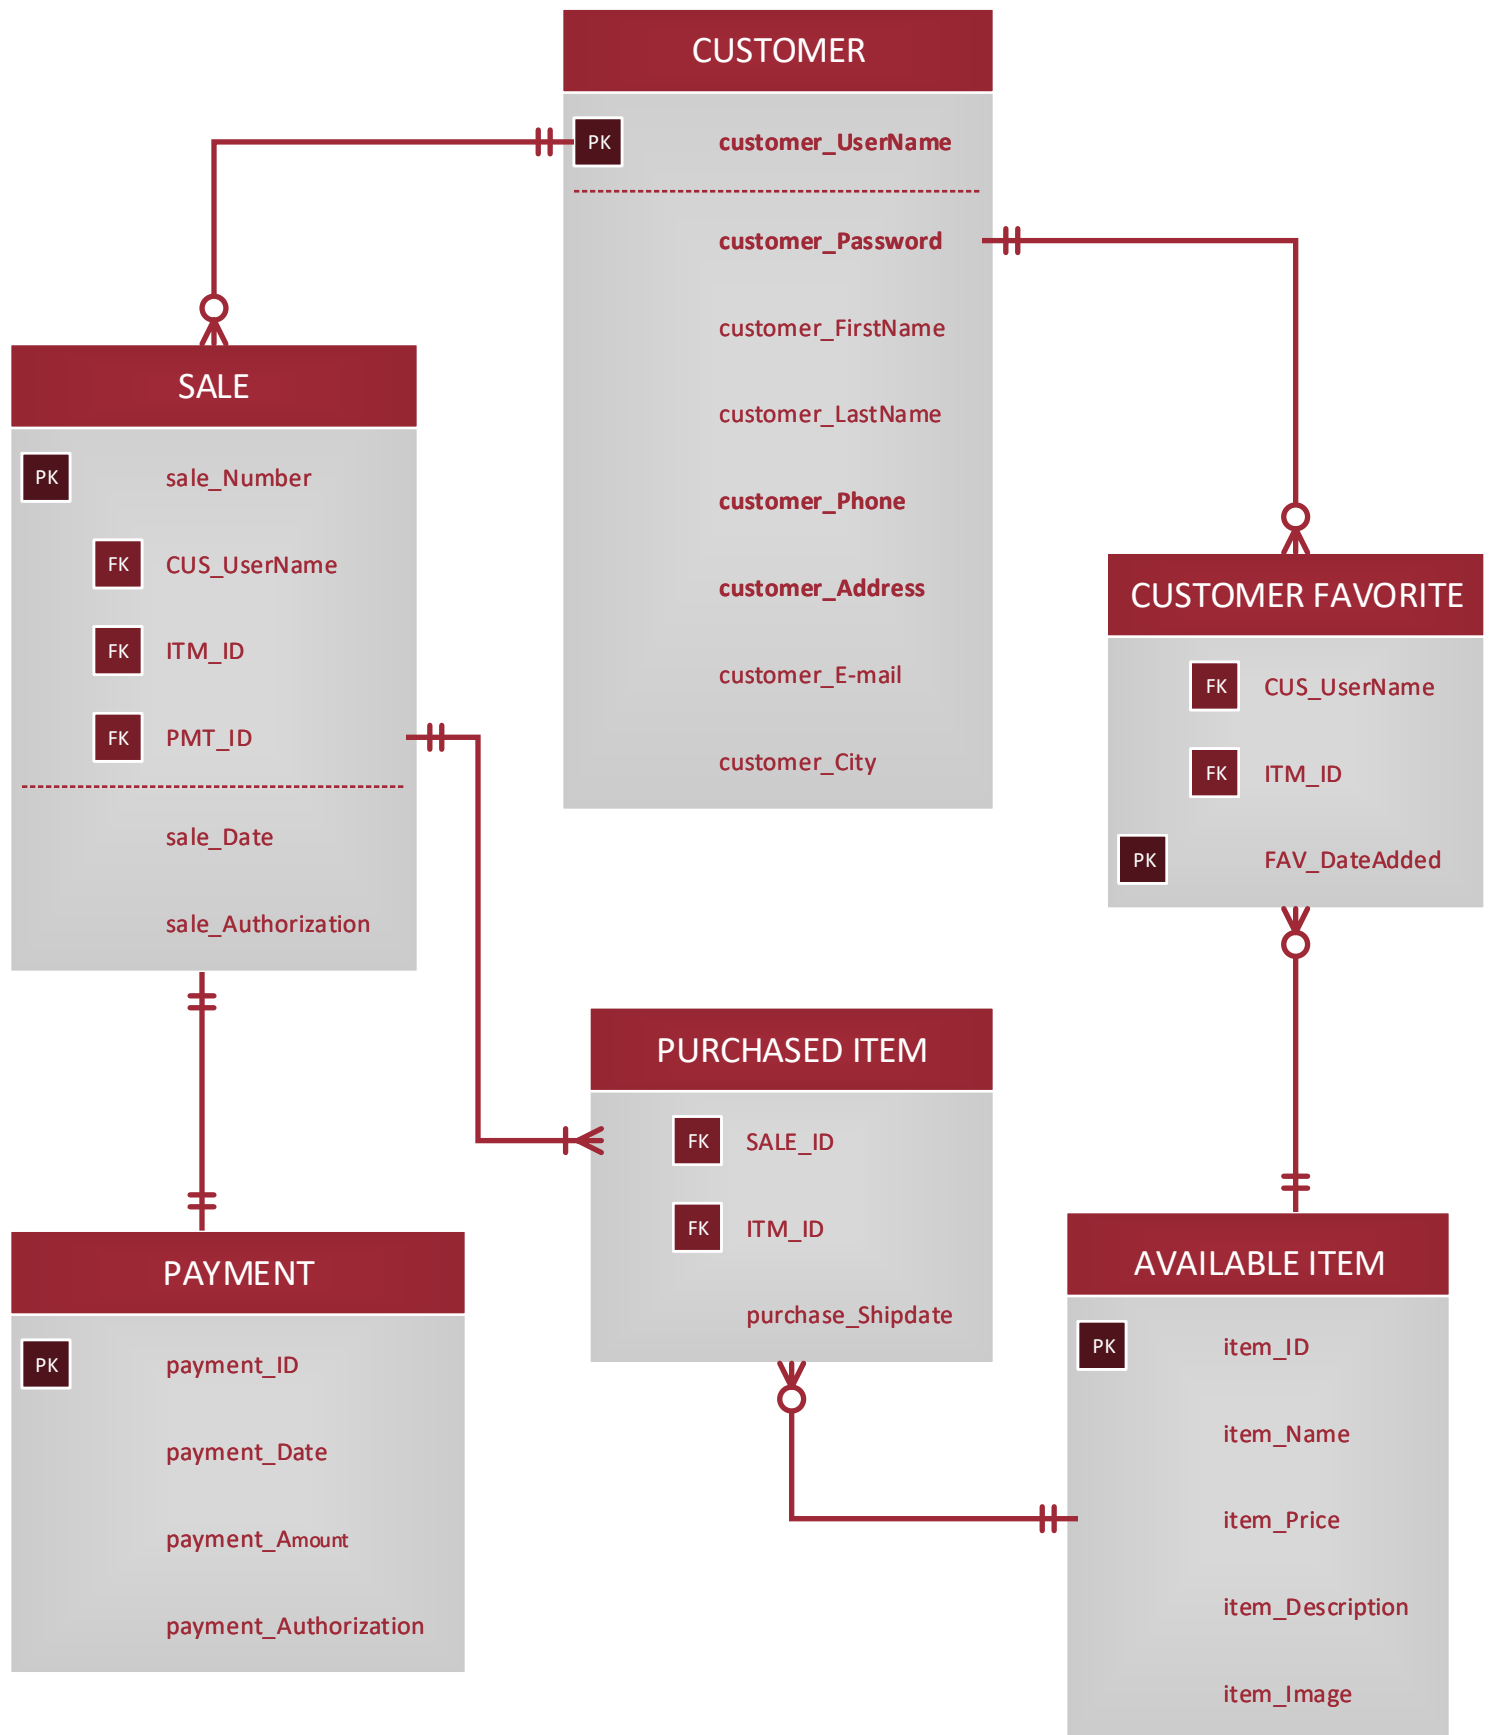 CUSTOMER
PK customer_UserName
customer_Password
customer_FirstName
customer_LastName
customer_Phone
customer_Address
customer_E-mail
customer_City
SALE
PK sale_Number
FK CUS_UserName
FK ITM_ID
FK PMT_ID
sale_Date
sale_Authorization
CUSTOMER FAVORITE
FK CUS_UserName
FK ITM_ID
PK FAV_DateAdded
PURCHASED ITEM
FK SALE_ID
FK ITM_ID
purchase_Shipdate
PAYMENT
PK payment_ID
payment_Date
payment_Amount
payment_Authorization
AVAILABLE ITEM
PK item_ID
item_Name
item_Price
item_Description
item_Image